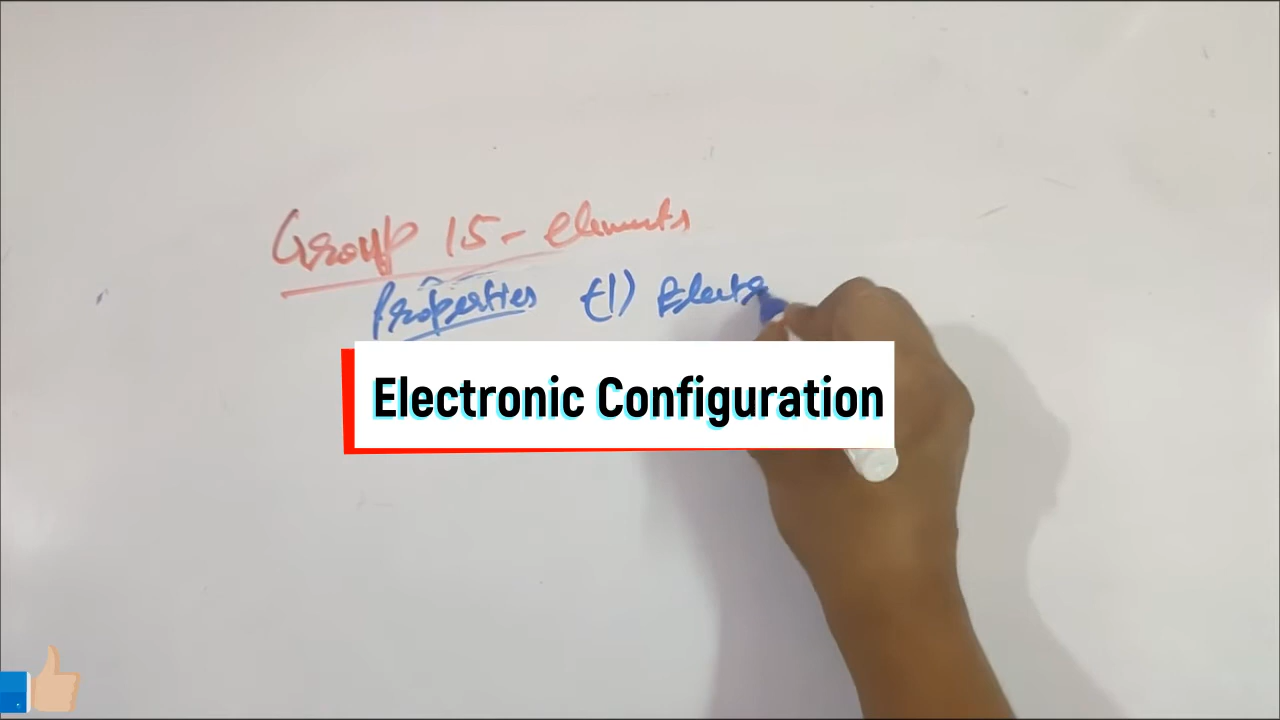 Group 15 - elements
Properties (1) Electr
Electronic Configuration